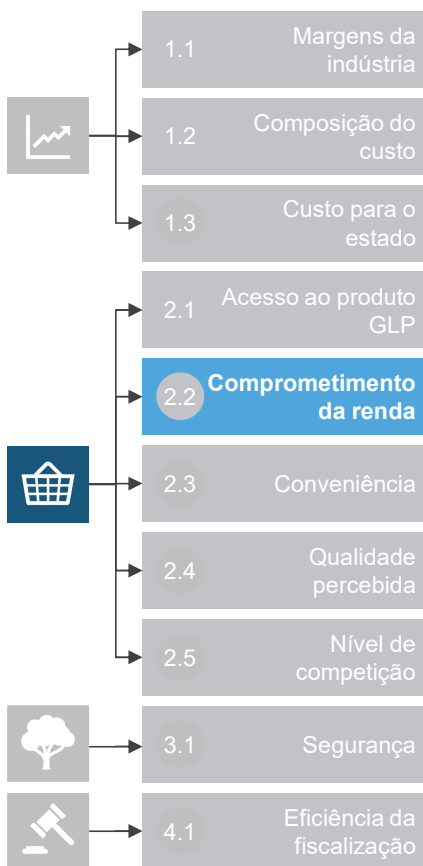 1.1 Margens da
indústria
1.2 Composição do
custo
1.3 Custo para o
estado
2.1 Acesso ao produto
GLP
2.2 Comprometimento
da renda
2.3 Conveniência
2.4 Qualidade
percebida
2.5 Nível de
competição
3.1 Segurança
4.1 Eficiência da
fiscalização